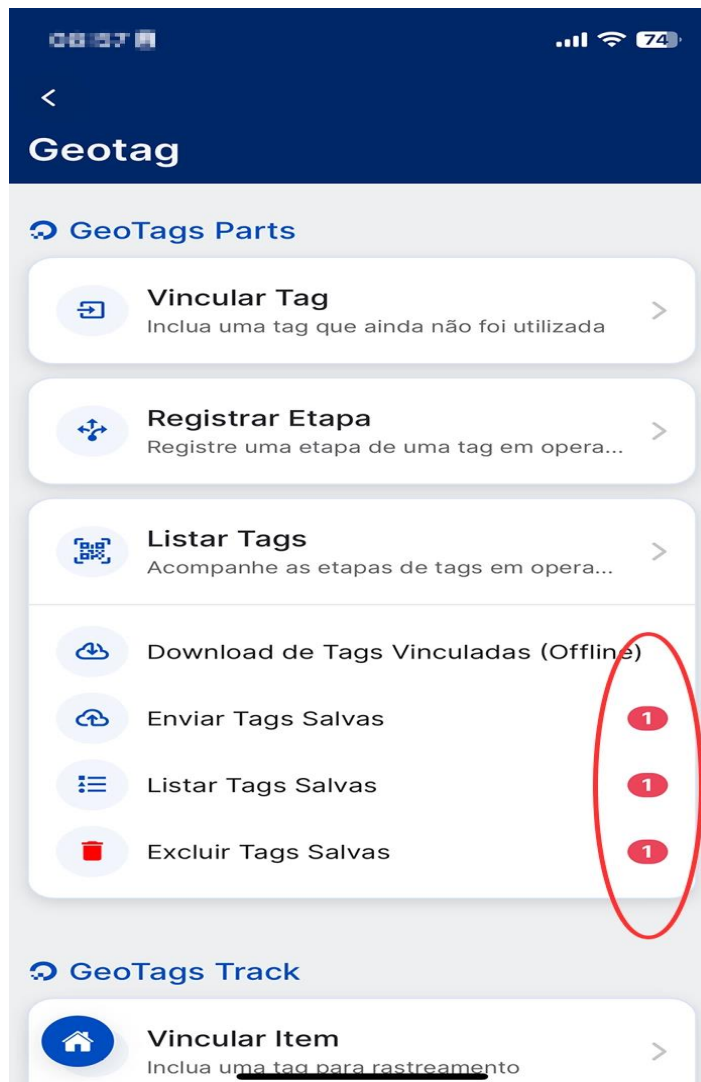 74
Geotag
GeoTags Parts
Vincular Tag
Inclua uma tag que ainda não foi utilizada
Registrar Etapa
Registre uma etapa de uma tag em opera...
Listar Tags
Acompanhe as etapas de tags em opera...
Download de Tags Vinculadas (Offline)
Enviar Tags Salvas 1
Listar Tags Salvas 1
Excluir Tags Salvas 1
GeoTags Track
Vincular Item
Inclua uma tag para rastreamento